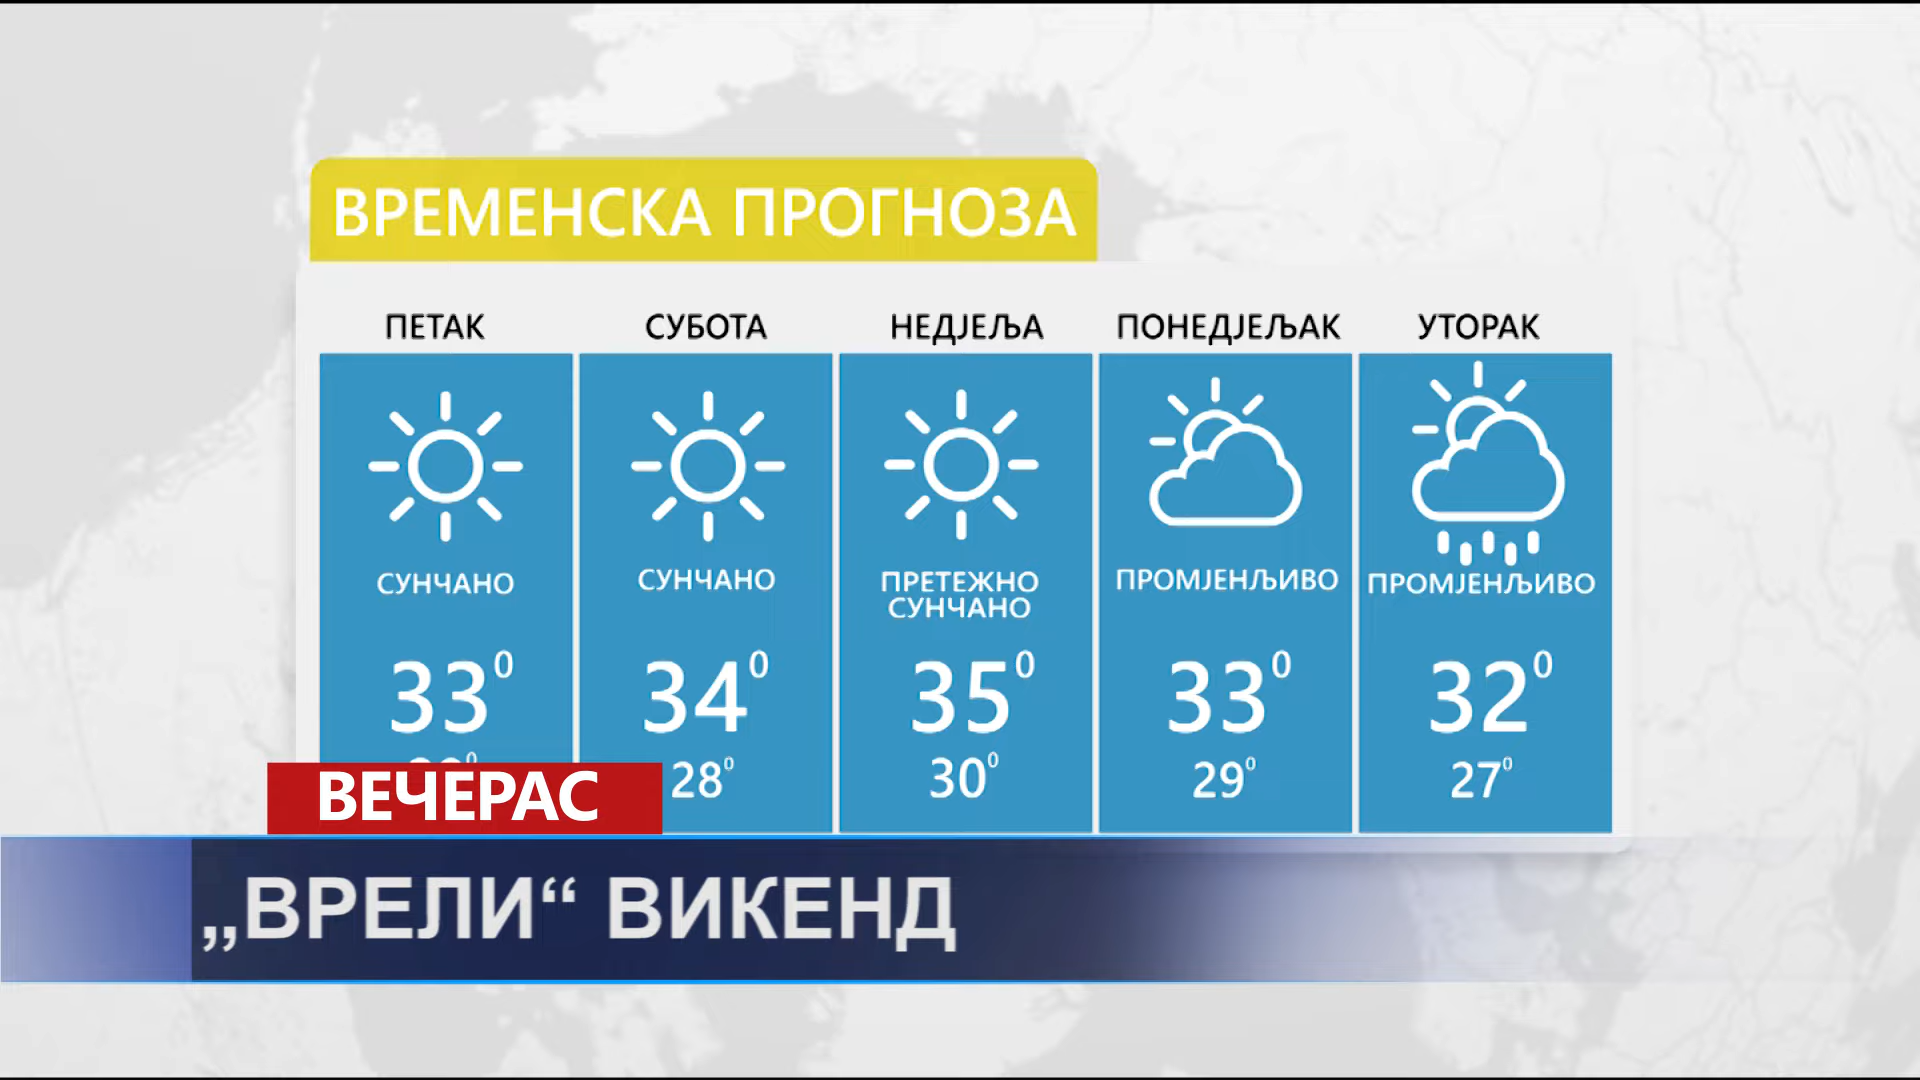 ВРЕМЕНСКА ПРОГНОЗА
ПЕТАК СУБОТА НЕДЈЕЉА ПОНЕДЈЕЉАК УТОРАК
СУНЧАНО СУНЧАНО ПРЕТЕЖНО СУНЧАНО ПРОМЈЕНЉИВО ПРОМЈЕНЉИВО
33⁰ 34⁰ 35⁰ 33⁰ 32⁰
28⁰ 30⁰ 29⁰ 27⁰
ВЕЧЕРАС
„ВРЕЛИ“ ВИКЕНД